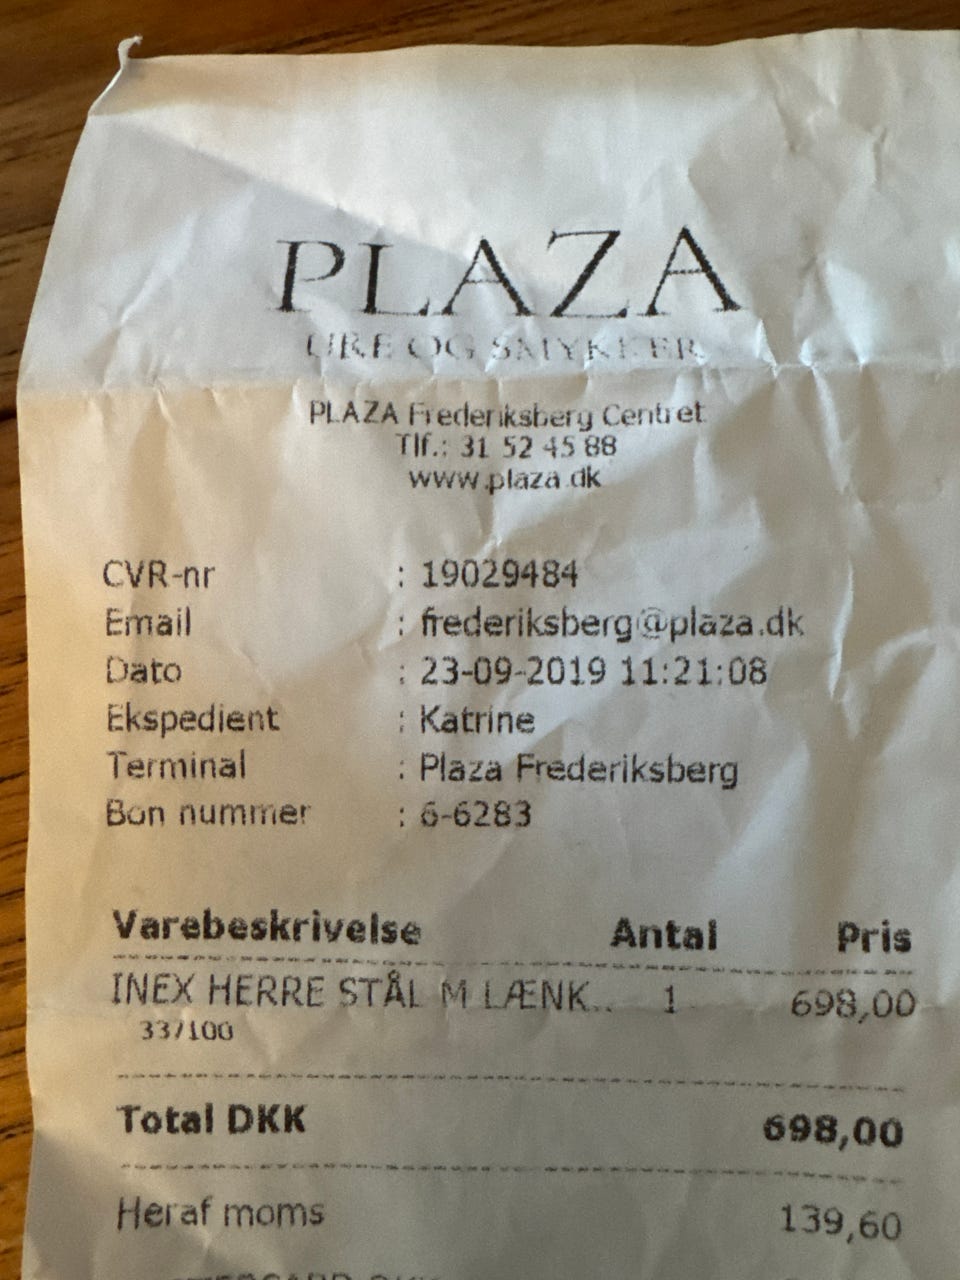 PLAZA
URE OG SMYKKER
PLAZA Frederiksberg Centret
Tlf.: 31 52 45 88
www.plaza.dk
CVR-nr : 19029484
Email : frederiksberg@plaza.dk
Dato : 23-09-2019 11:21:08
Ekspedient : Katrine
Terminal : Plaza Frederiksberg
Bon nummer : 6-6283
Varebeskrivelse Antal Pris
INEX HERRE STÅL M LÆNK.. 1 698,00
337100
Total DKK 698,00
Heraf moms 139,60